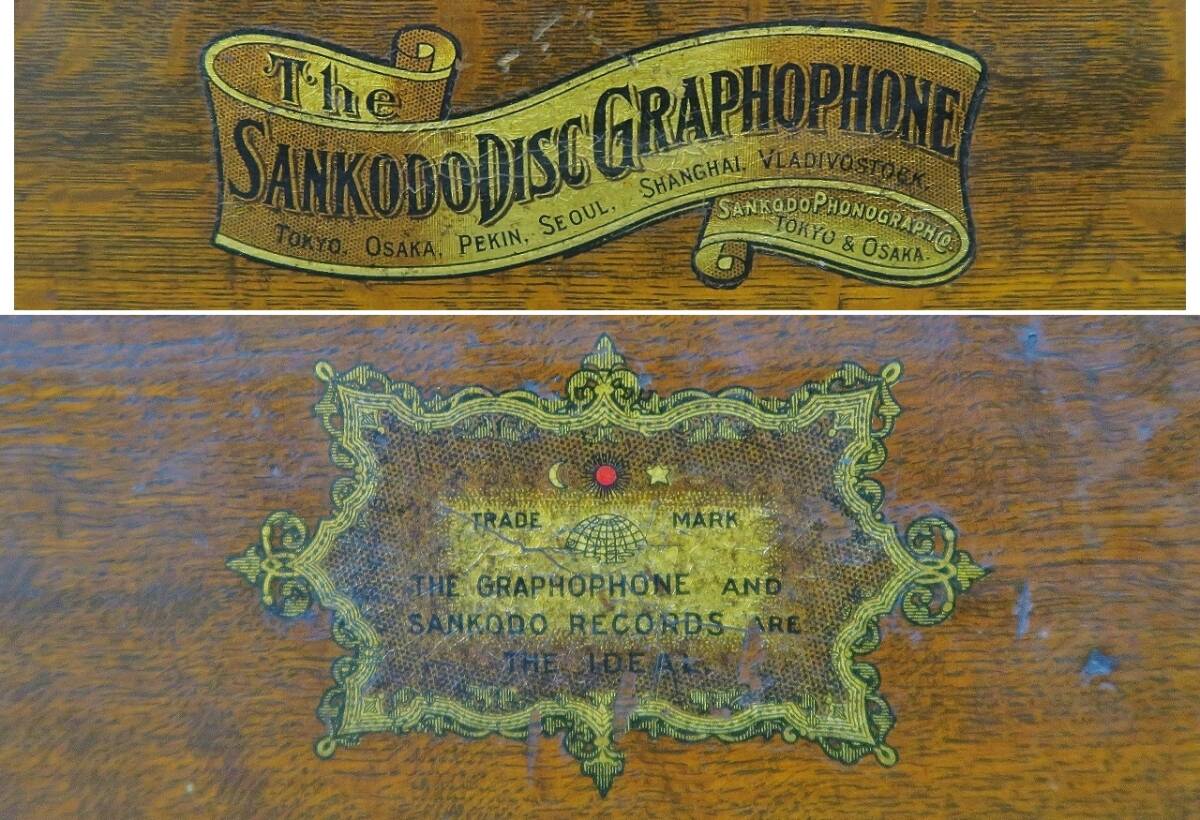 The
SANKODO DISC GRAPHOPHONE
TOKYO, OSAKA, PEKIN, SEOUL, SHANGHAI, VLADIVOSTOCK.
SANKODO PHONOGRAPH CO.
TOKYO & OSAKA.
TRADE MARK
THE GRAPHOPHONE AND
SANKODO RECORDS ARE
THE IDEAL.